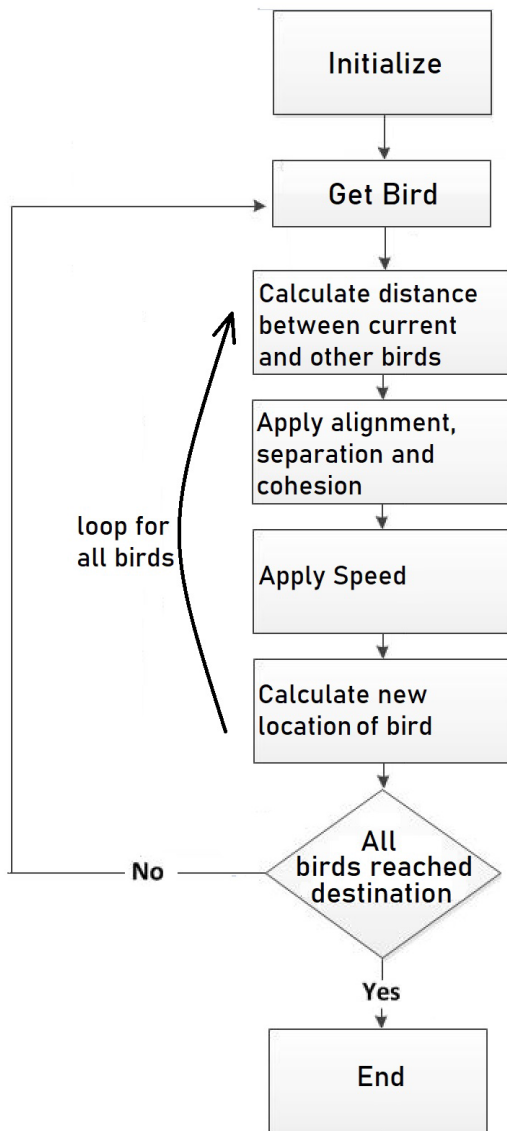 Initialize
Get Bird
Calculate distance
between current
and other birds
Apply alignment,
separation and
cohesion
loop for
all birds
Apply Speed
Calculate new
location of bird
All
birds reached
destination
No
Yes
End